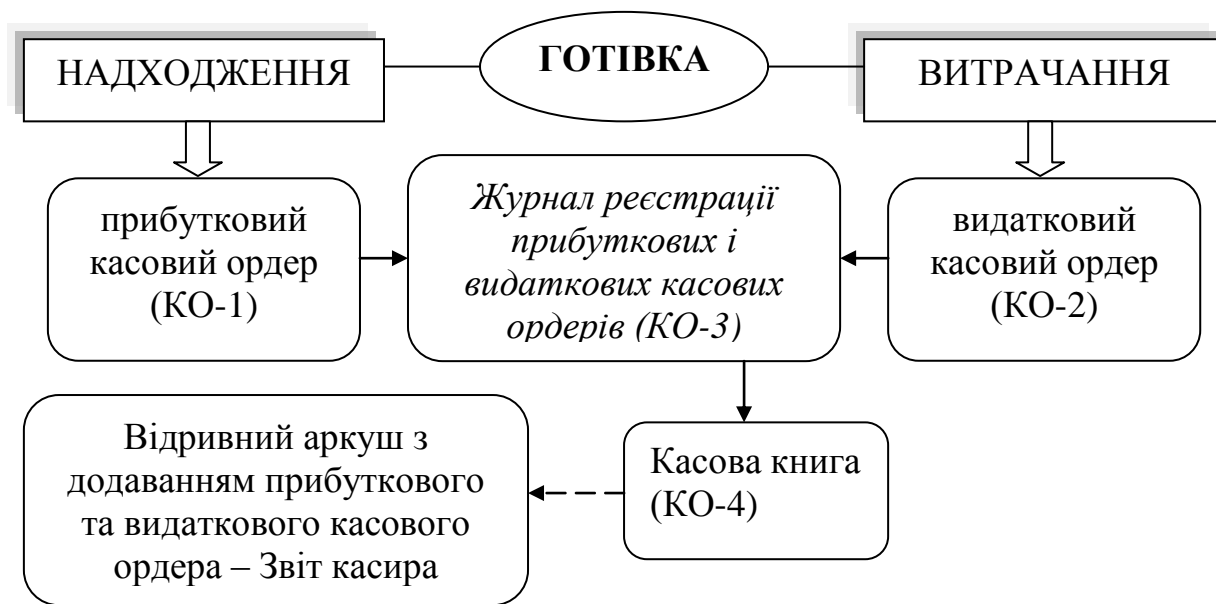 НАДХОДЖЕННЯ
ГОТІВКА
ВИТРАЧАННЯ
прибутковий
касовий ордер
(КО-1)
Журнал реєстрації
прибуткових і
видаткових касових
ордерів (КО-3)
видатковий
касовий ордер
(КО-2)
Відривний аркуш з
додаванням прибуткового
та видаткового касового
ордера – Звіт касира
Касова книга
(КО-4)